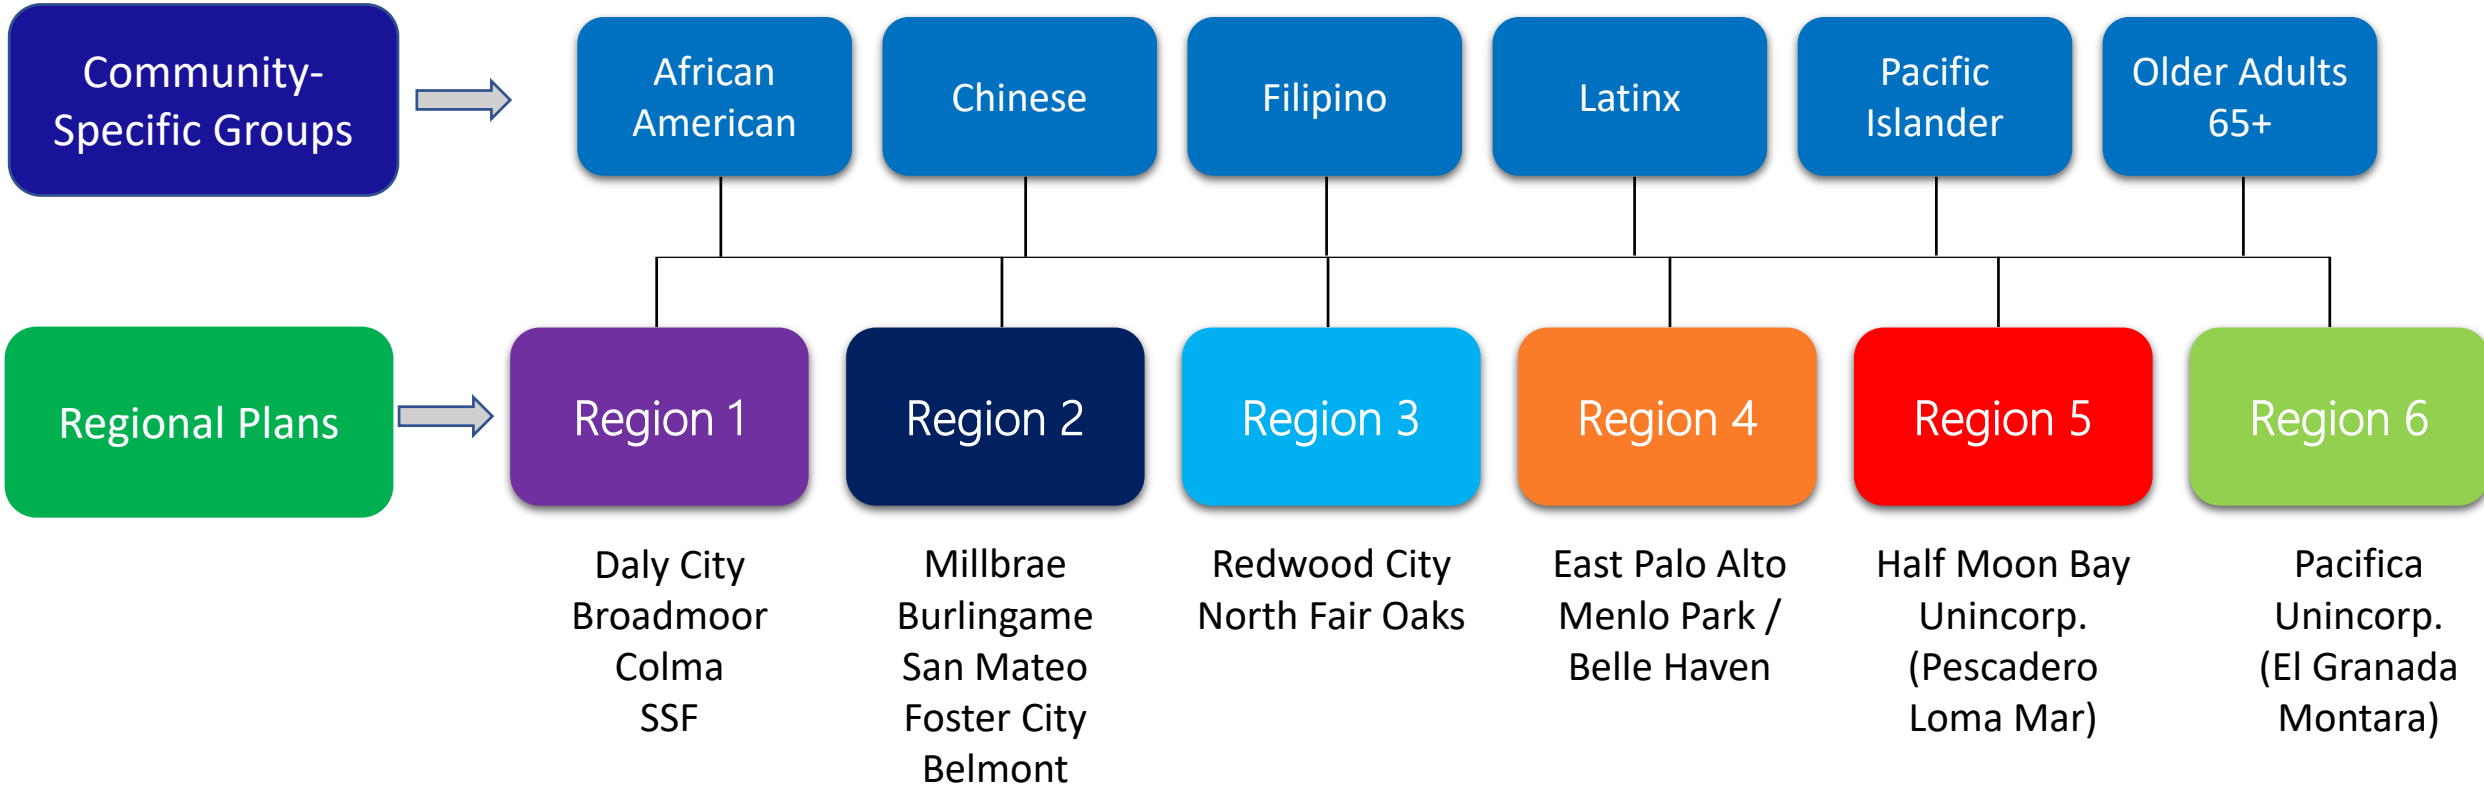 Community-
Specific Groups
African
American
Chinese
Filipino
Latinx
Pacific
Islander
Older Adults
65+
Regional Plans
Region 1
Region 2
Region 3
Region 4
Region 5
Region 6
Daly City
Broadmoor
Colma
SSF
Millbrae
Burlingame
San Mateo
Foster City
Belmont
Redwood City
North Fair Oaks
East Palo Alto
Menlo Park /
Belle Haven
Half Moon Bay
Unincorp.
(Pescadero
Loma Mar)
Pacifica
Unincorp.
(El Granada
Montara)